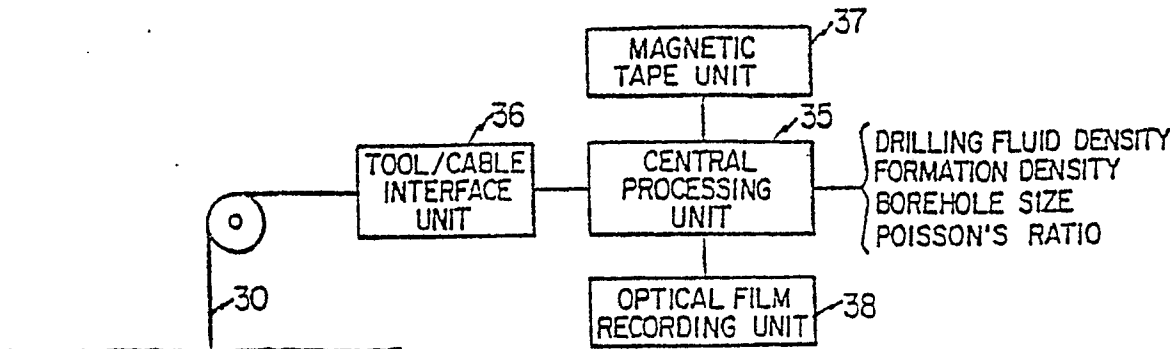 37
MAGNETIC
TAPE UNIT
36
35
TOOL/CABLE
INTERFACE
UNIT
CENTRAL
PROCESSING
UNIT
DRILLING FLUID DENSITY
FORMATION DENSITY
BOREHOLE SIZE
POISSON'S RATIO
30
OPTICAL FILM
RECORDING UNIT
38